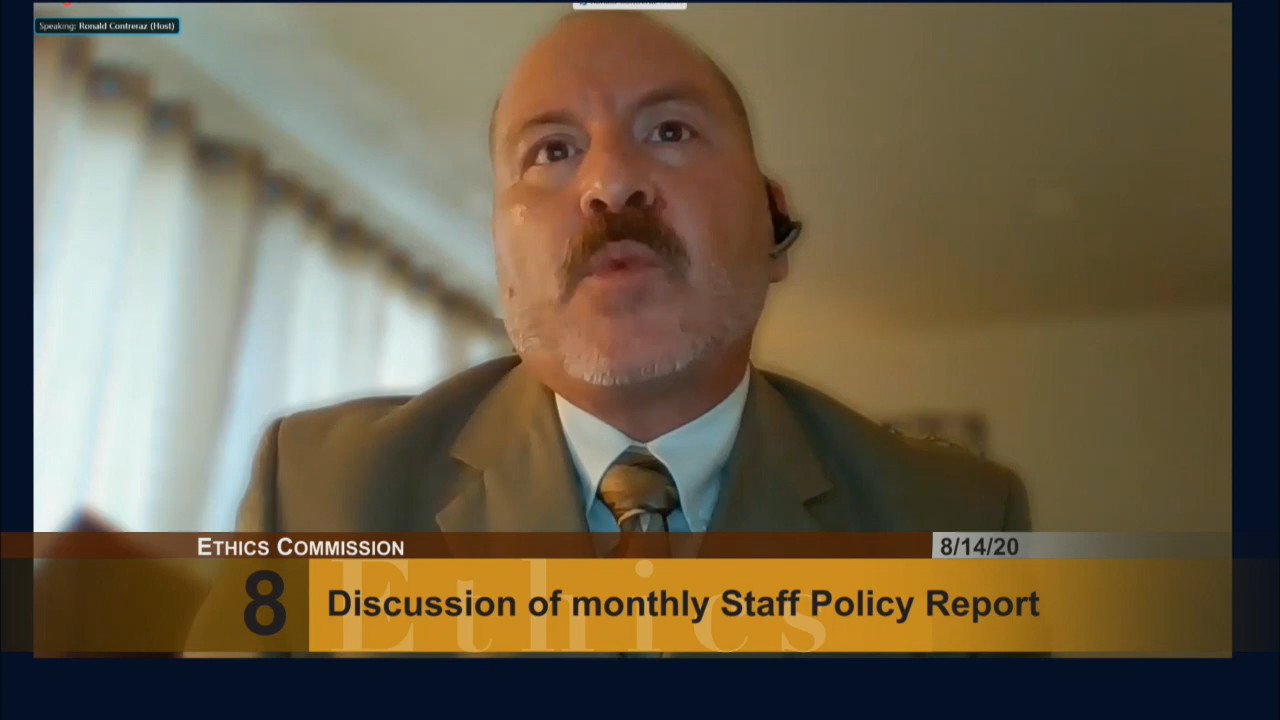 Speaking: Ronald Contreraz (Host)
ETHICS COMMISSION
8/14/20
8
Discussion of monthly Staff Policy Report
Ethics